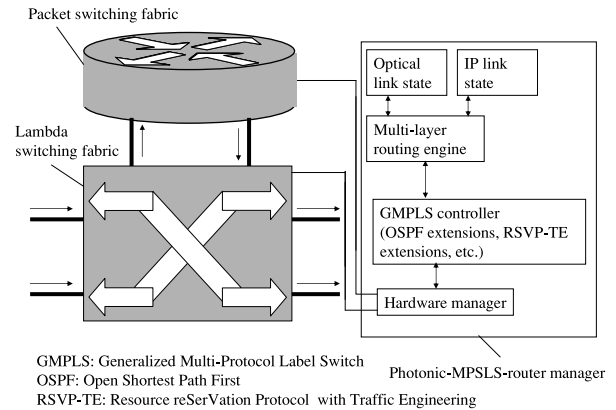 Packet switching fabric
Lambda
switching fabric
Optical
link state
IP link
state
Multi-layer
routing engine
GMPLS controller
(OSPF extensions, RSVP-TE
extensions, etc.)
Hardware manager
Photonic-MPSLS-router manager
GMPLS: Generalized Multi-Protocol Label Switch
OSPF: Open Shortest Path First
RSVP-TE: Resource reSerVation Protocol with Traffic Engineering